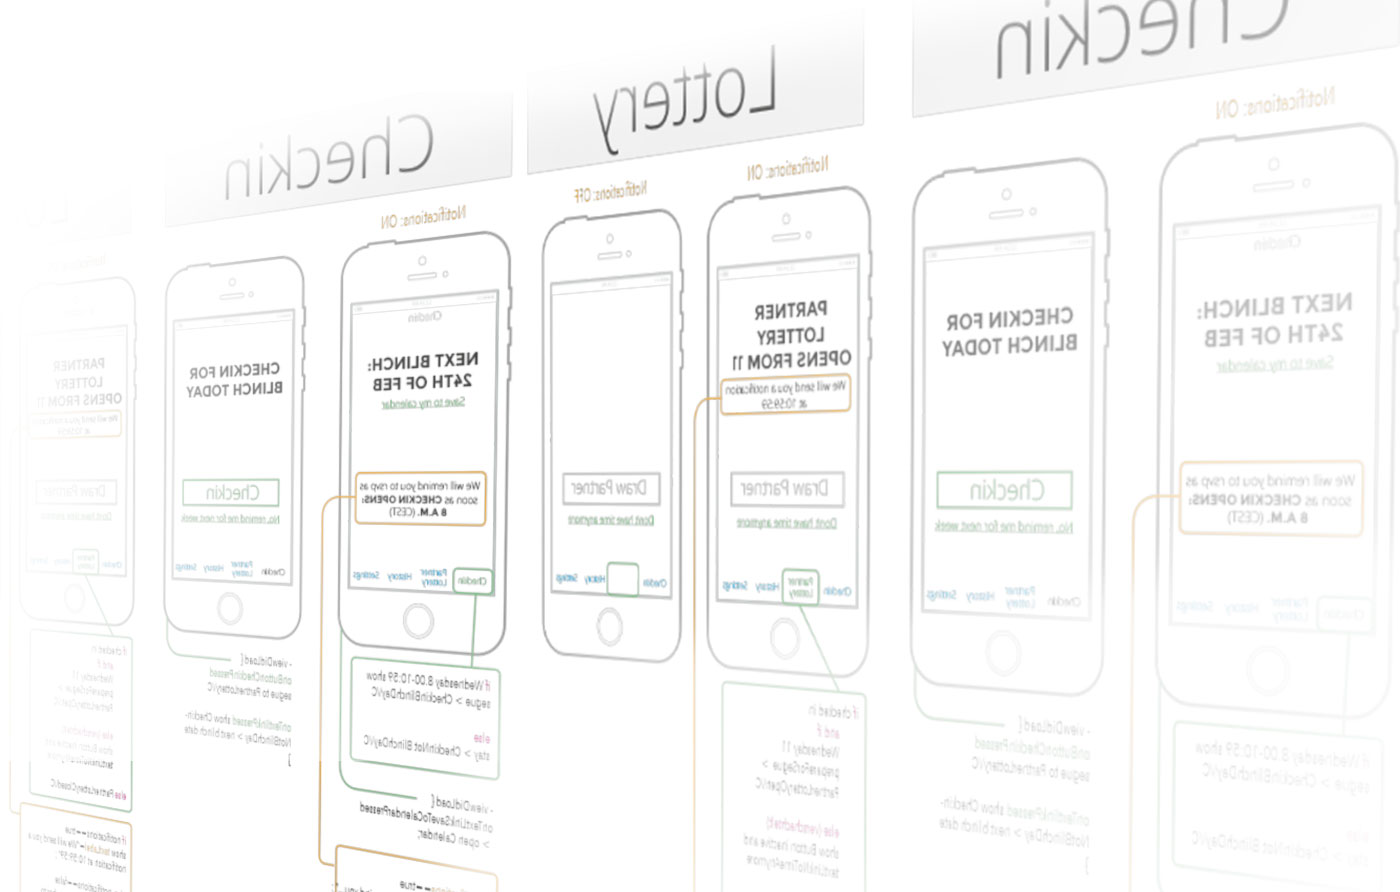 Checkin
Lottery
Checkin
PARTNER
LOTTERY
OPENS FROM 11
We will send you a notification
at 10:59:59
Draw Partner
Dont have time anymore
Checkin
Partner
Lottery
History
if checked in
and if
Wednesday 11
prepareForSegue >
PartnerLotteryOpenVC
else {verschachtelt}
show Button inactive and
textLinkNoTimeAnymore
else PartnerLotteryClosedVC
if notifications == true
show textLabel = "We will send you a
notification at 10:59:59";
if notifications == false
CHECKIN FOR
BLINCH TODAY
Checkin
No, remind me for next week
Checkin
Partner
Lottery
History
Settings
- viewDidLoad {
onButtonCheckinPressed
segue to PartnerLotteryVC
onTextlinkPressed show Checkin-
NotBlinchDay > next blinch date
}
Notifications: ON
Checkin
NEXT BLINCH:
24TH OF FEB
Save to my calendar
We will remind you to rsvp as
soon as CHECKIN OPENS:
8 A.M. (CEST)
Checkin
Partner
Lottery
History
Settings
if Wednesday 8.00-10:59 show
segue > CheckinBlinchDayVC
else
stay > CheckinNotBlinchDayVC
- viewDidLoad {
onTextLinkSaveToCalendarPressed
> open Calendar;
Notifications: OFF
Draw Partner
Dont have time anymore
Checkin
History
Settings
Notifications: ON
PARTNER
LOTTERY
OPENS FROM 11
We will send you a notification
at 10:59:59
Draw Partner
Dont have time anymore
Checkin
Partner
Lottery
History
Settings
if checked in
and if
Wednesday 11
prepareForSegue >
PartnerLotteryOpenVC
else {verschachtelt}
show Button inactive and
textLinkNoTimeAnymore
CHECKIN FOR
BLINCH TODAY
Checkin
No, remind me for next week
Checkin
Partner
Lottery
History
Settings
- viewDidLoad {
onButtonCheckinPressed
segue to PartnerLotteryVC
onTextlinkPressed show Checkin-
NotBlinchDay > next blinch date
}
Notifications: ON
Checkin
NEXT BLINCH:
24TH OF FEB
Save to my calendar
We will remind you to rsvp as
soon as CHECKIN OPENS:
8 A.M. (CEST)
Checkin
Partner
Lottery
History
Settings
if Wednesday 8.00-10:59 show
segue > CheckinBlinchDayVC
else
stay > CheckinNotBlinchDayVC